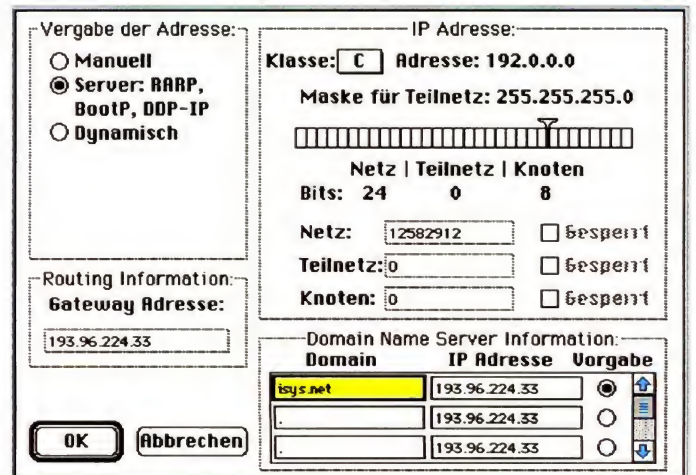 Vergabe der Adresse:
Manuell
Server: RARP,
BootP, DDP-IP
Dynamisch
Routing Information:
Gateway Adresse:
193.96.224.33
OK
Abbrechen
IP Adresse:
Klasse: C Adresse: 192.0.0.0
Maske für Teilnetz: 255.255.255.0
Netz | Teilnetz | Knoten
Bits: 24 0 8
Netz: 12582912 Gesperrt
Teilnetz: 0 Gesperrt
Knoten: 0 Gesperrt
Domain Name Server Information:
Domain IP Adresse Vorgabe
isys.net 193.96.224.33
. 193.96.224.33
. 193.96.224.33